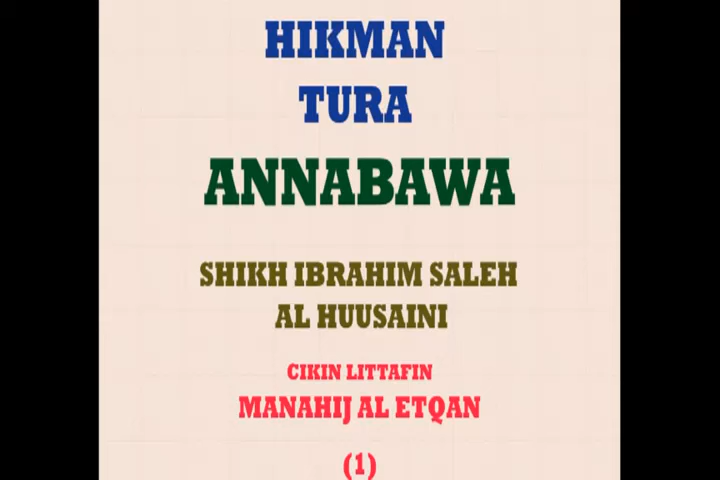 HIKMAN
TURA
ANNABAWA
SHIKH IBRAHIM SALEH
AL HUUSAINI
CIKIN LITTAFIN
MANAHIJ AL ETQAN
(1)